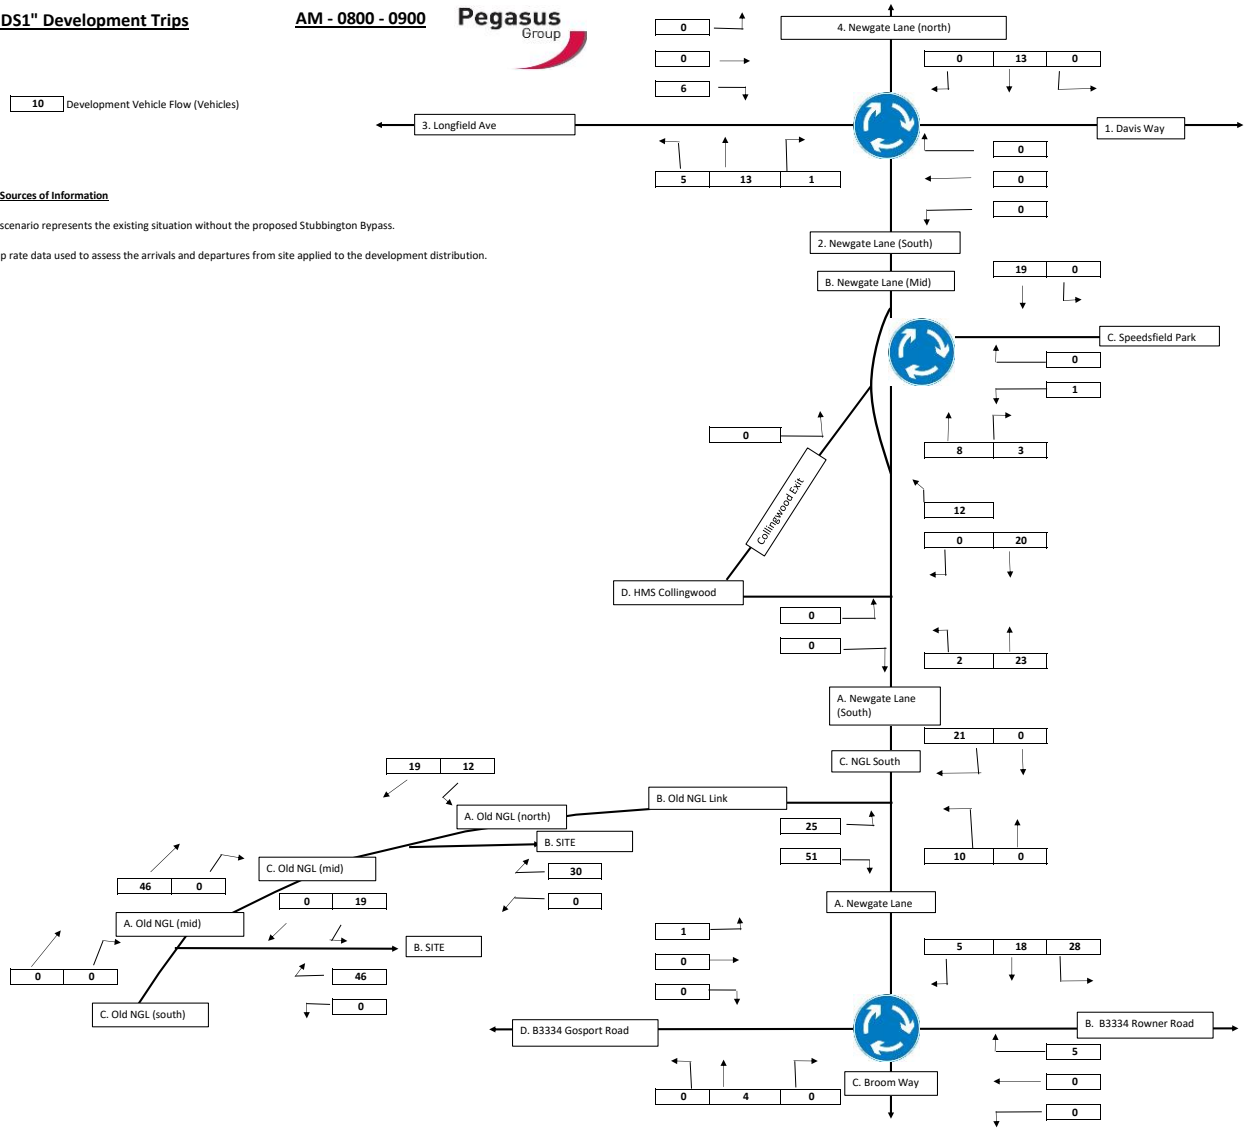 DS1" Development Trips
AM - 0800 - 0900
Pegasus
Group
10 Development Vehicle Flow (Vehicles)
Sources of Information
scenario represents the existing situation without the proposed Stubbington Bypass.
p rate data used to assess the arrivals and departures from site applied to the development distribution.
0
0
6
4. Newgate Lane (north)
0 13 0
3. Longfield Ave
1. Davis Way
5 13 1
0
0
0
2. Newgate Lane (South)
B. Newgate Lane (Mid)
19 0
C. Speedsfield Park
0
1
0
8 3
Collingwood Exit
12
0 20
D. HMS Collingwood
0
0
2 23
A. Newgate Lane
(South)
21 0
C. NGL South
19 12
B. Old NGL Link
A. Old NGL (north)
25
51
10 0
B. SITE
C. Old NGL (mid)
30
0
46 0
0 19
A. Old NGL (mid)
A. Newgate Lane
B. SITE
1
0
0
5 18 28
0 0
46
0
C. Old NGL (south)
D. B3334 Gosport Road
B. B3334 Rowner Road
C. Broom Way
0 4 0
5
0
0